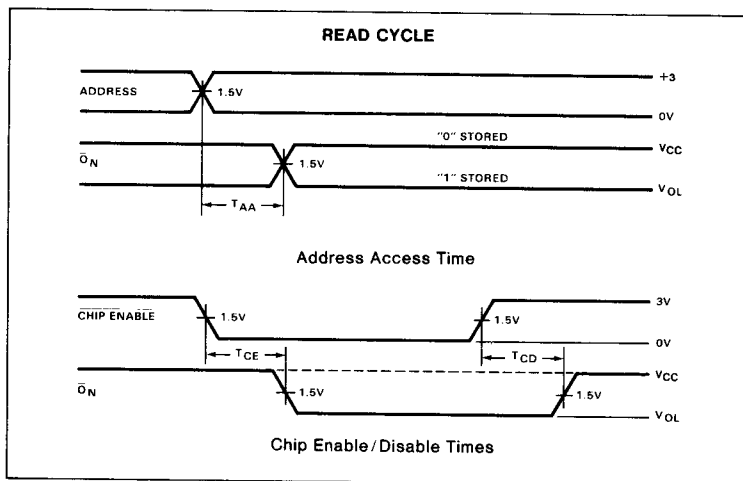 READ CYCLE
ADDRESS
1.5V
+3
0V
ŌN
1.5V
"0" STORED
"1" STORED
VCC
VOL
TAA
Address Access Time
CHIP ENABLE
1.5V
1.5V
3V
0V
TCE
TCD
ŌN
1.5V
1.5V
VCC
VOL
Chip Enable/Disable Times